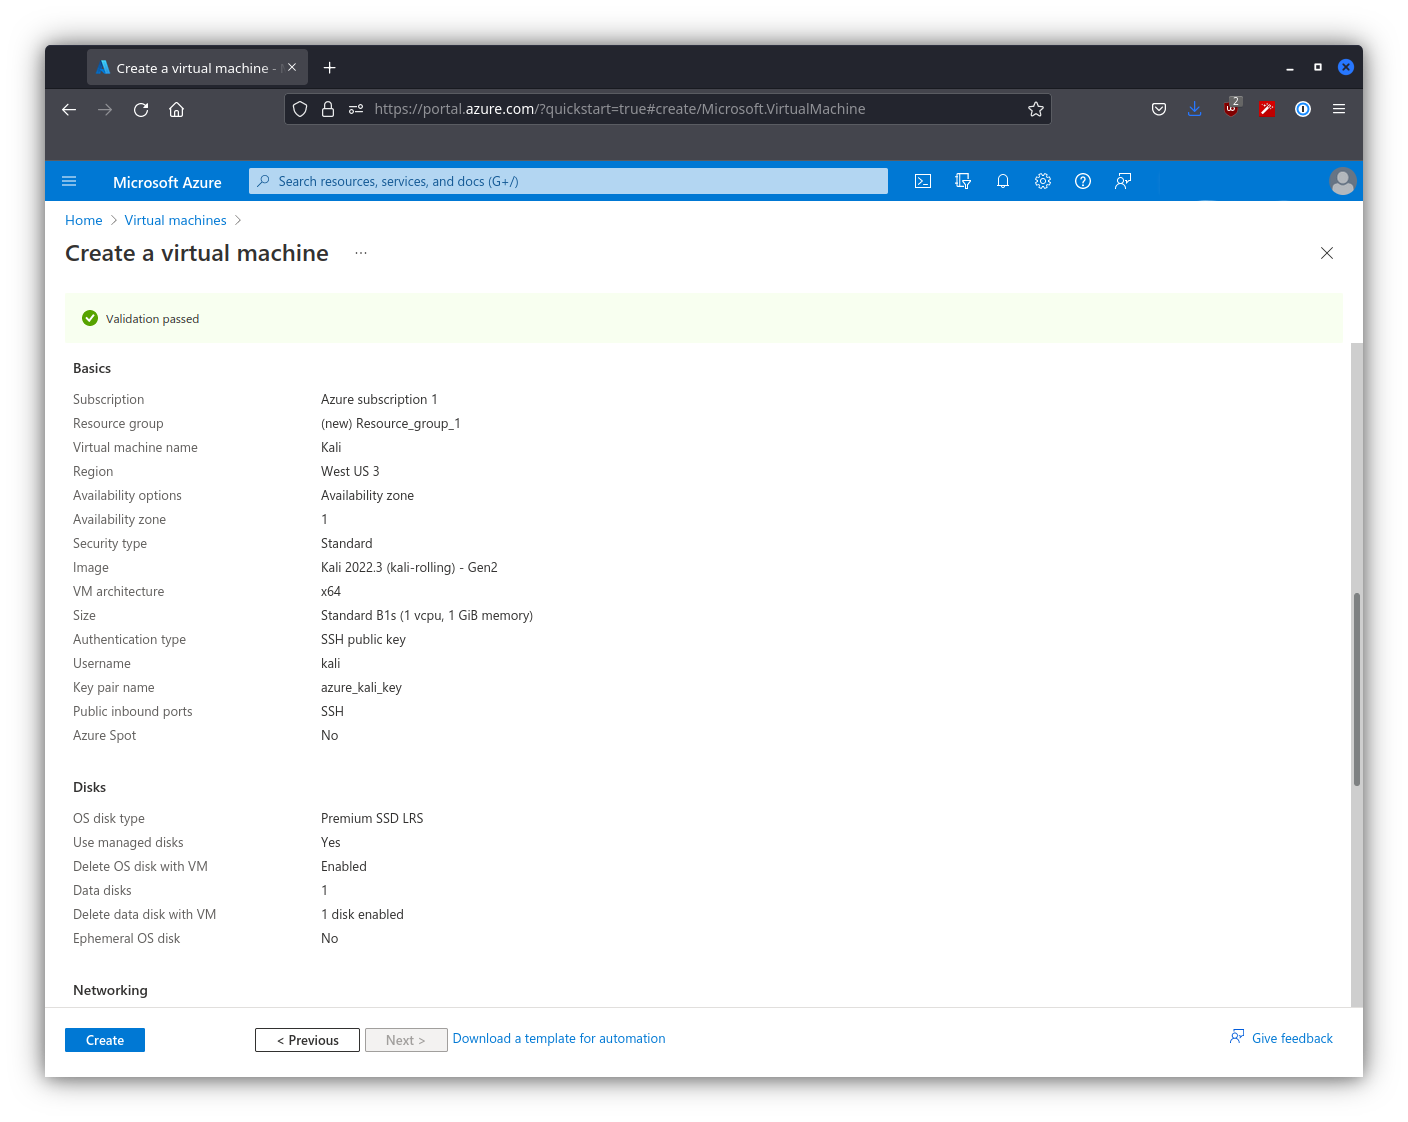 Create a virtual machine -
https://portal.azure.com/?quickstart=true#create/Microsoft.VirtualMachine
2
Microsoft Azure
Search resources, services, and docs (G+/)
Home > Virtual machines >
Create a virtual machine ...
Validation passed
Basics
Subscription Azure subscription 1
Resource group (new) Resource_group_1
Virtual machine name Kali
Region West US 3
Availability options Availability zone
Availability zone 1
Security type Standard
Image Kali 2022.3 (kali-rolling) - Gen2
VM architecture x64
Size Standard B1s (1 vcpu, 1 GiB memory)
Authentication type SSH public key
Username kali
Key pair name azure_kali_key
Public inbound ports SSH
Azure Spot No
Disks
OS disk type Premium SSD LRS
Use managed disks Yes
Delete OS disk with VM Enabled
Data disks 1
Delete data disk with VM 1 disk enabled
Ephemeral OS disk No
Networking
Create < Previous Next > Download a template for automation Give feedback